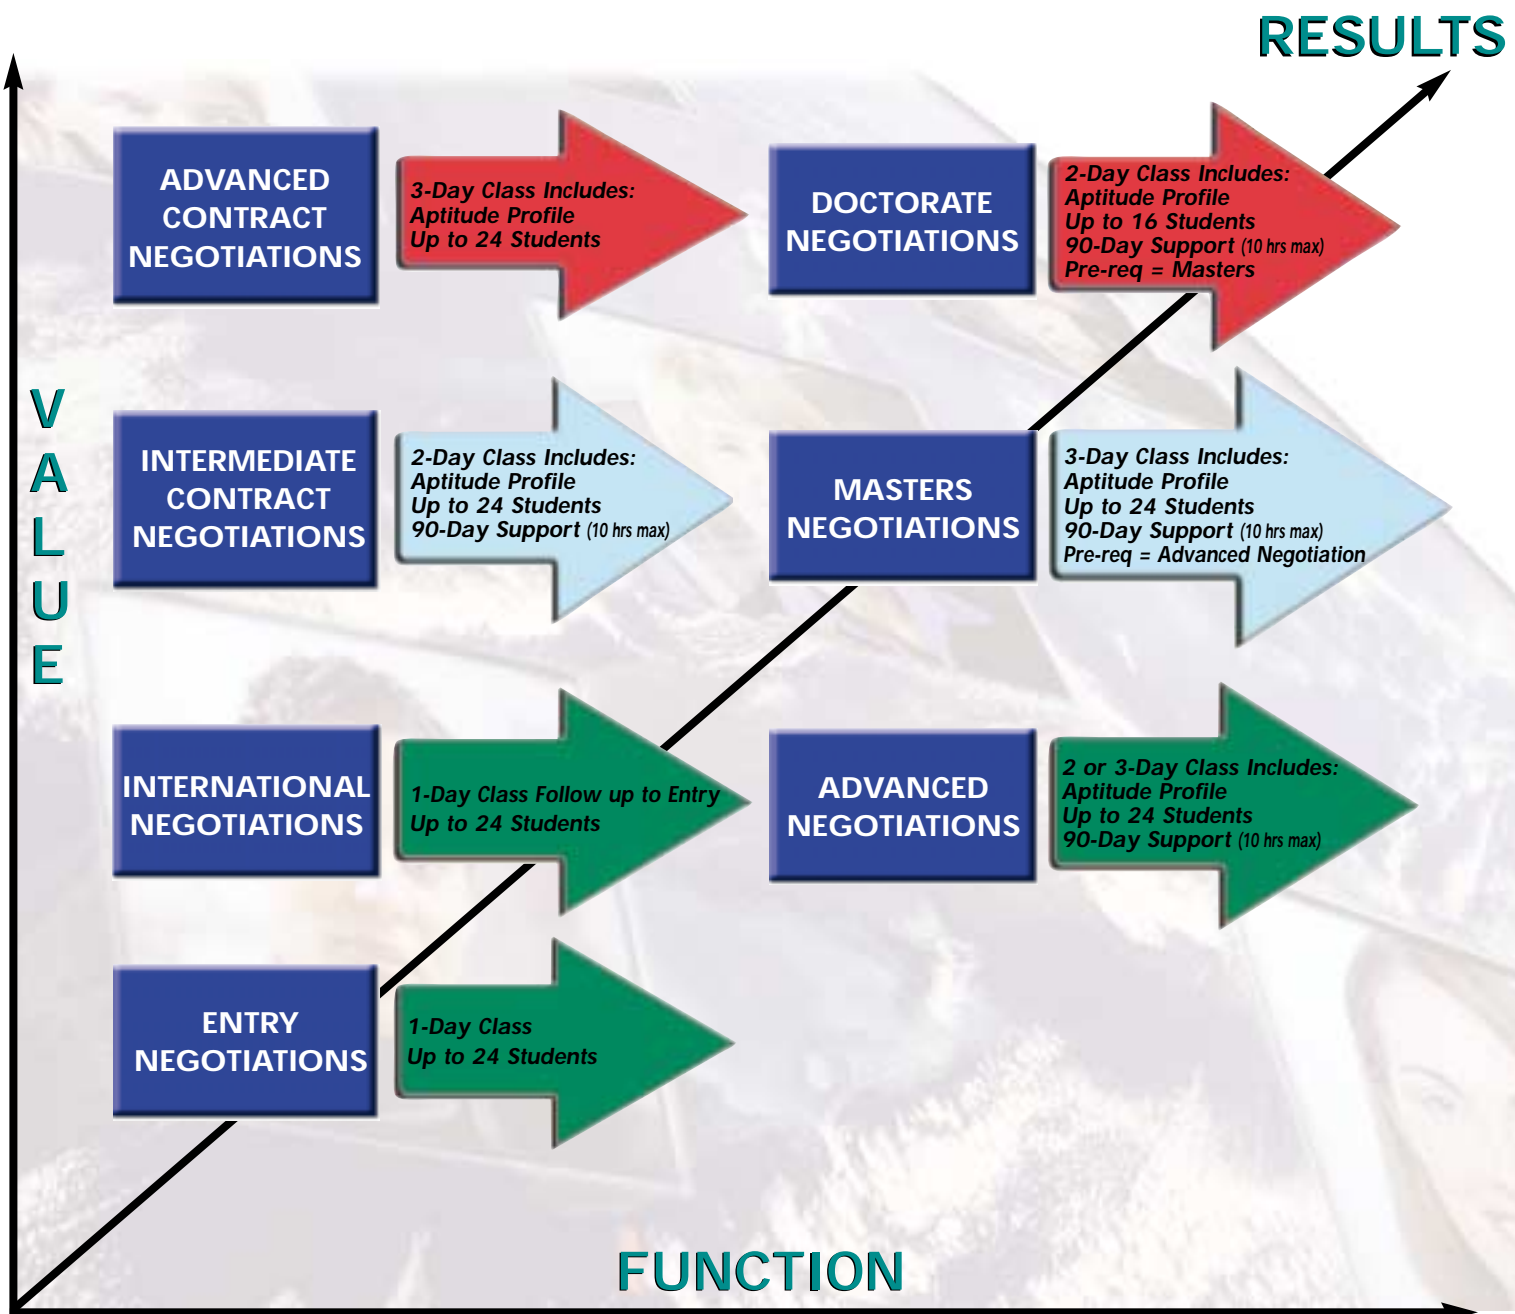 RESULTS
ADVANCED
CONTRACT
NEGOTIATIONS
3-Day Class Includes:
Aptitude Profile
Up to 24 Students
DOCTORATE
NEGOTIATIONS
2-Day Class Includes:
Aptitude Profile
Up to 16 Students
90-Day Support (10 hrs max)
Pre-req = Masters
VALUE
INTERMEDIATE
CONTRACT
NEGOTIATIONS
2-Day Class Includes:
Aptitude Profile
Up to 24 Students
90-Day Support (10 hrs max)
MASTERS
NEGOTIATIONS
3-Day Class Includes:
Aptitude Profile
Up to 24 Students
90-Day Support (10 hrs max)
Pre-req = Advanced Negotiation
INTERNATIONAL
NEGOTIATIONS
1-Day Class Follow up to Entry
Up to 24 Students
ADVANCED
NEGOTIATIONS
2 or 3-Day Class Includes:
Aptitude Profile
Up to 24 Students
90-Day Support (10 hrs max)
ENTRY
NEGOTIATIONS
1-Day Class
Up to 24 Students
FUNCTION